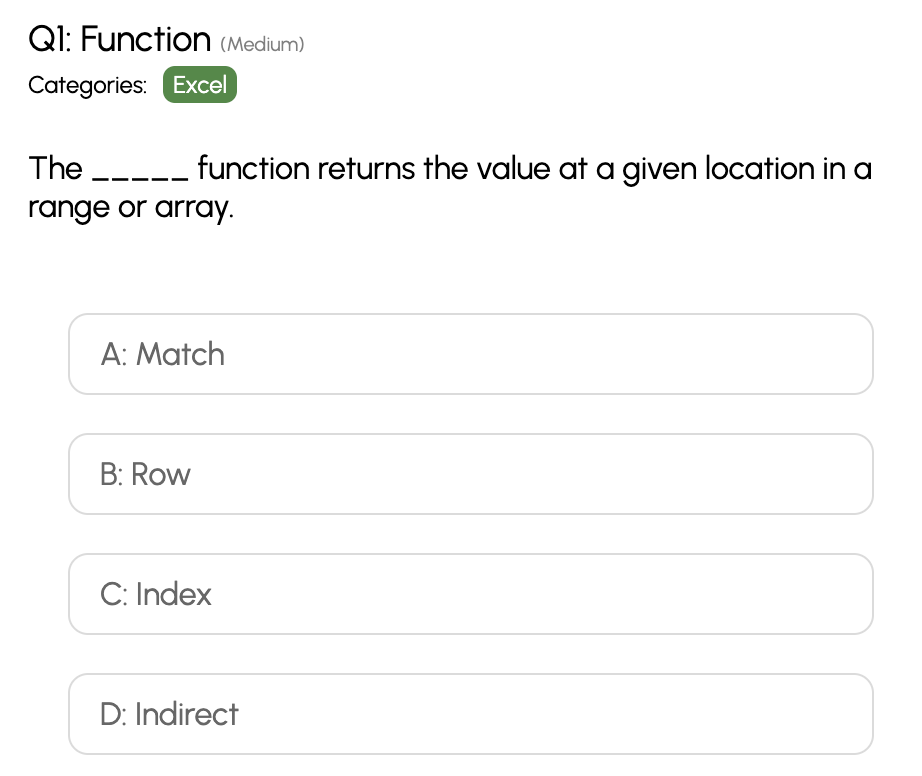 Q1: Function (Medium)
Categories: Excel
The _____ function returns the value at a given location in a
range or array.
A: Match
B: Row
C: Index
D: Indirect